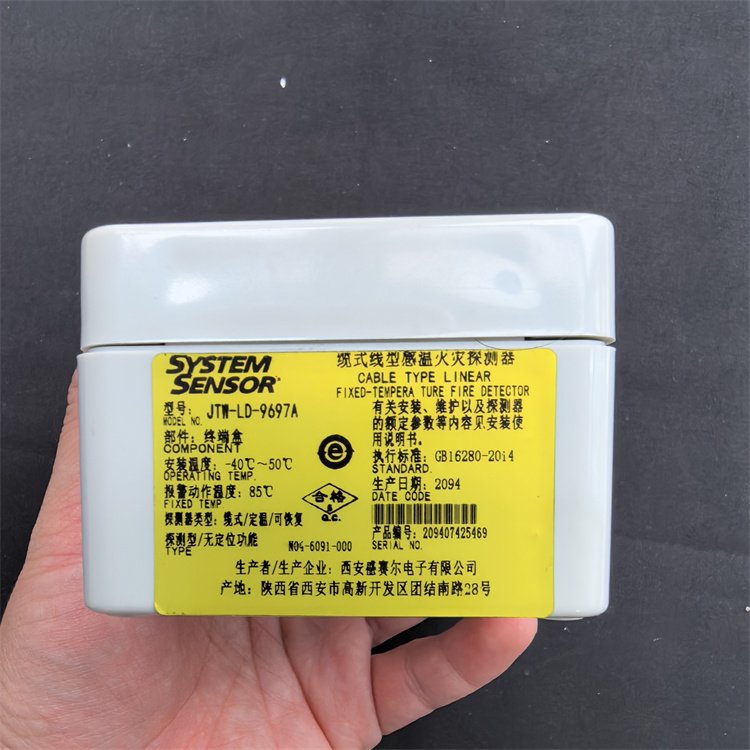 SYSTEM
SENSOR
型号: JTW-LD-9697A
MODEL NO.
部件: 终端盒
COMPONENT
安装温度: -40℃~50℃
OPERATING TEMP.
报警动作温度: 85℃
FIXED TEMP
探测器类型: 缆式/定温/可恢复
探测型/无定位功能
TYPE
N04-6091-000
合格
&
Q.C.
缆式线型感温火灾探测器
CABLE TYPE LINEAR
FIXED-TEMPERA TURE FIRE DETECTOR
有关安装、维护以及探测器
的额定参数等内容见安装使
用说明书。
执行标准: GB16280-2014
STANDARD.
生产日期: 2094
DATE CODE
产品编号: 209407425469
SERIAL NO.
生产者/生产企业: 西安盛赛尔电子有限公司
产地: 陕西省西安市高新开发区团结南路28号